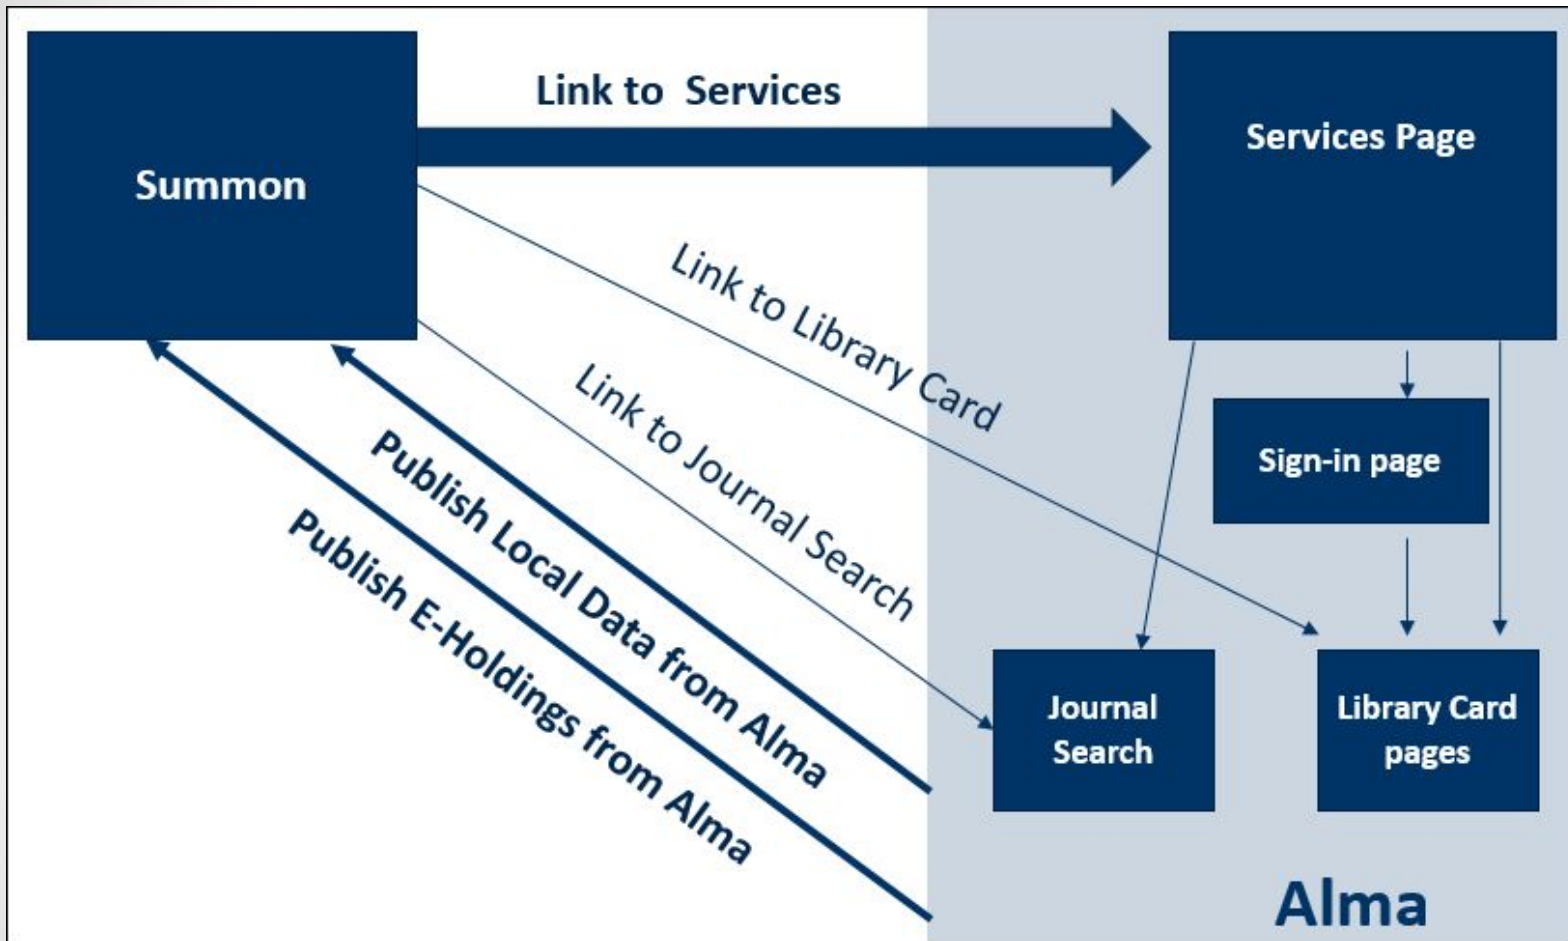 Link to Services
Services Page
Summon
Link to Library Card
Link to Journal Search
Publish Local Data from Alma
Publish E-Holdings from Alma
Sign-in page
Journal
Search
Library Card
pages
Alma